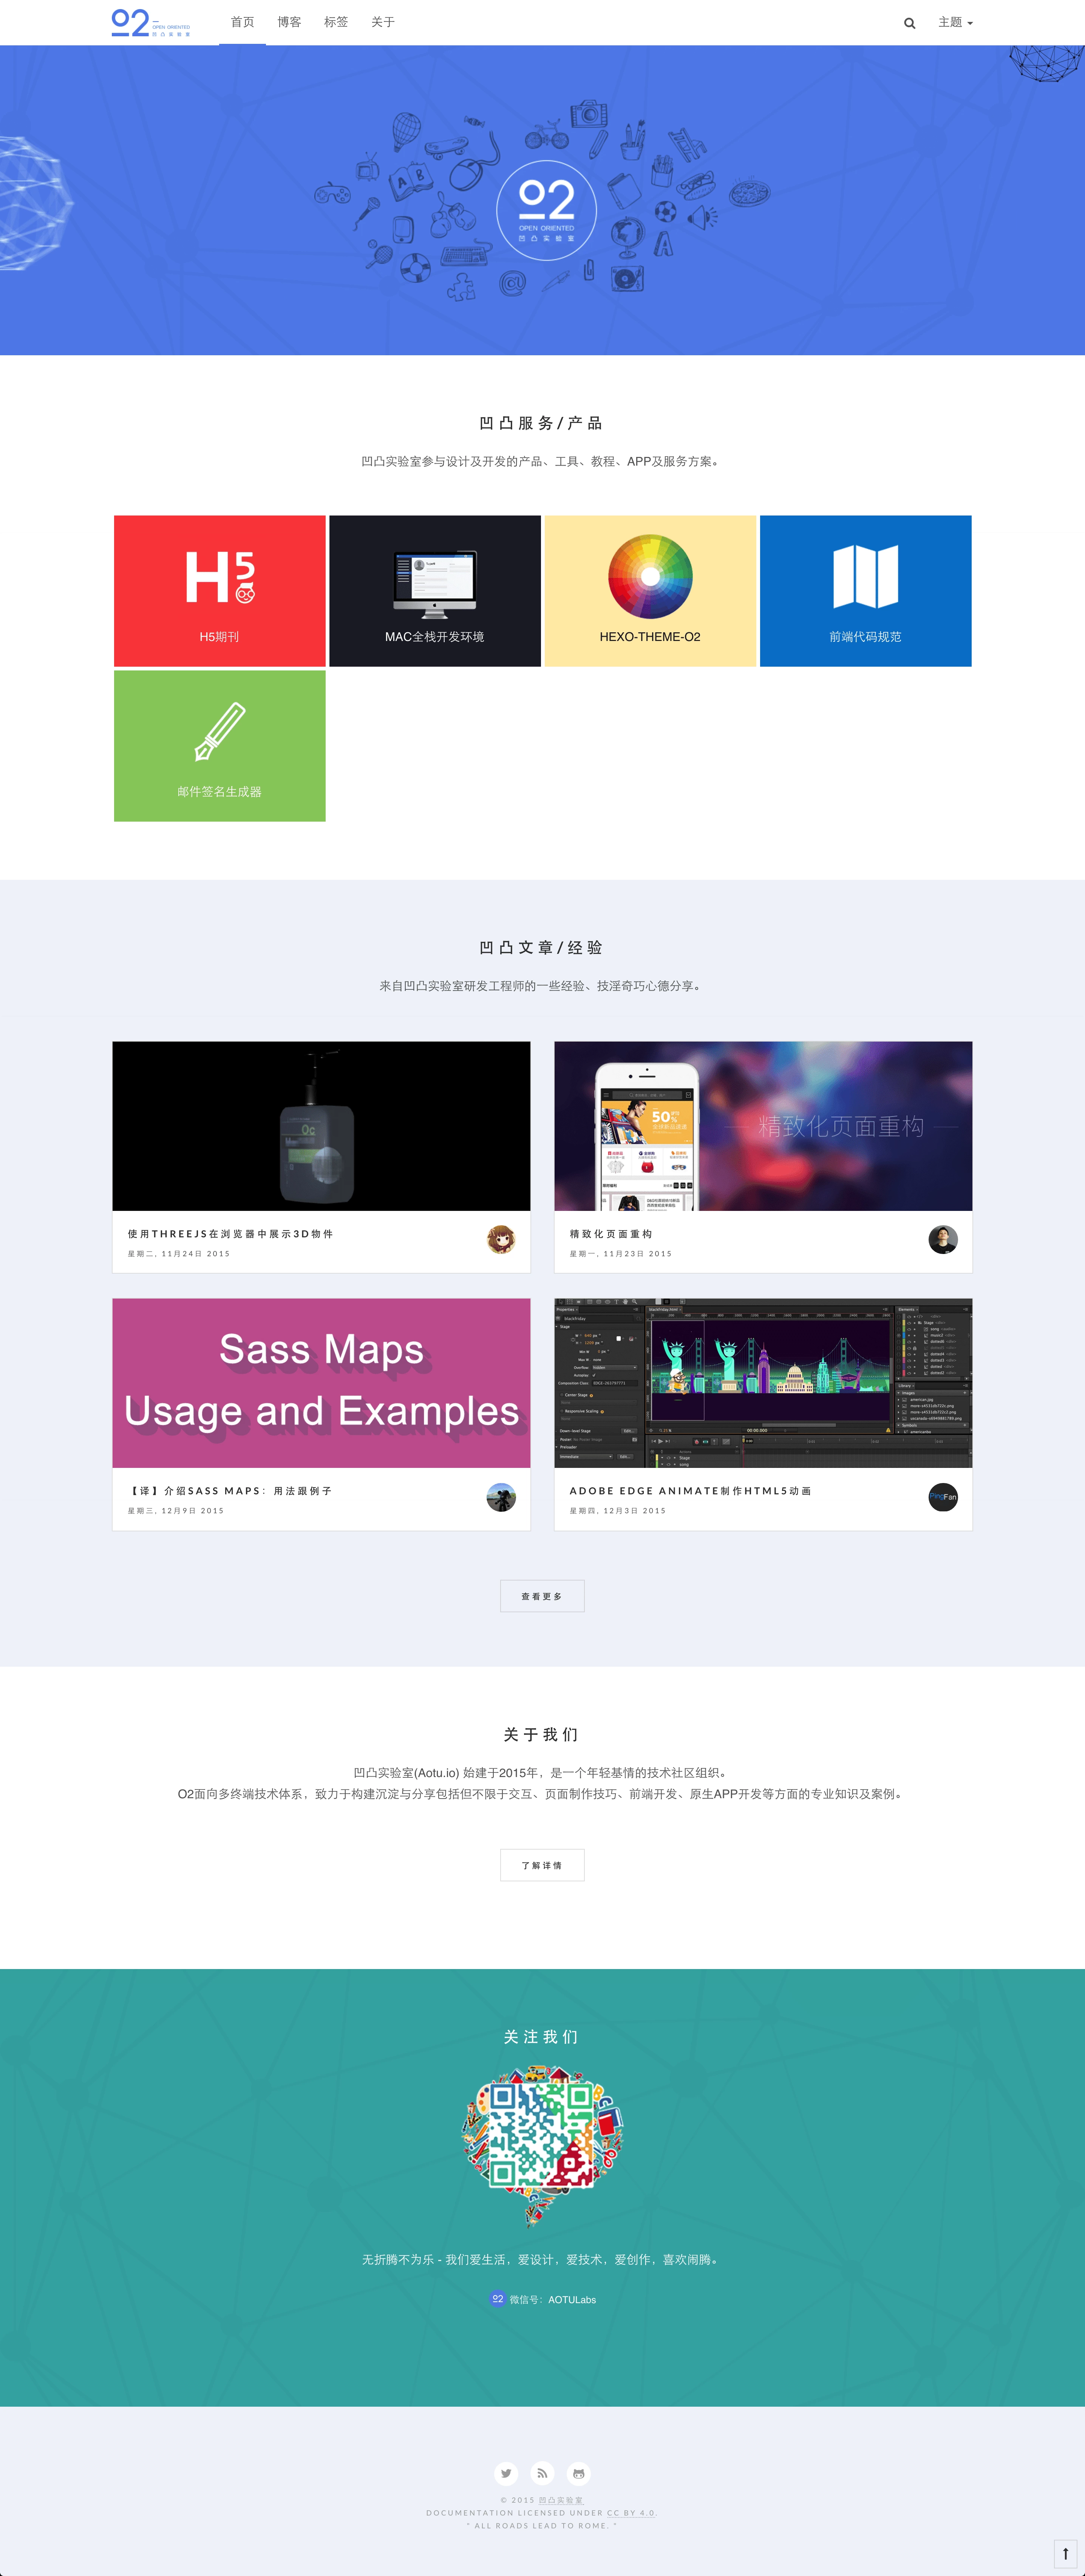 O2
OPEN ORIENTED
凹凸实验室
首页
博客
标签
关于
主题
O2
OPEN ORIENTED
凹凸实验室
凹凸服务/产品
凹凸实验室参与设计及开发的产品、工具、教程、APP及服务方案。
H5
H5期刊
MAC全栈开发环境
HEXO-THEME-O2
前端代码规范
邮件签名生成器
凹凸文章/经验
来自凹凸实验室研发工程师的一些经验、技淫奇巧心德分享。
Oc
50%
精致化页面重构
使用THREEJS在浏览器中展示3D物件
星期二, 11月24日 2015
精致化页面重构
星期一, 11月23日 2015
Sass Maps
Usage and Examples
【译】介绍SASS MAPS：用法跟例子
星期三, 12月9日 2015
ADOBE EDGE ANIMATE制作HTML5动画
星期四, 12月3日 2015
PingFan
查看更多
关于我们
凹凸实验室(Aotu.io) 始建于2015年，是一个年轻基情的技术社区组织。
O2面向多终端技术体系，致力于构建沉淀与分享包括但不限于交互、页面制作技巧、前端开发、原生APP开发等方面的专业知识及案例。
了解详情
关注我们
无折腾不为乐 - 我们爱生活，爱设计，爱技术，爱创作，喜欢闹腾。
O2 微信号：AOTULabs
© 2015 凹凸实验室
DOCUMENTATION LICENSED UNDER CC BY 4.0.
" ALL ROADS LEAD TO ROME. "